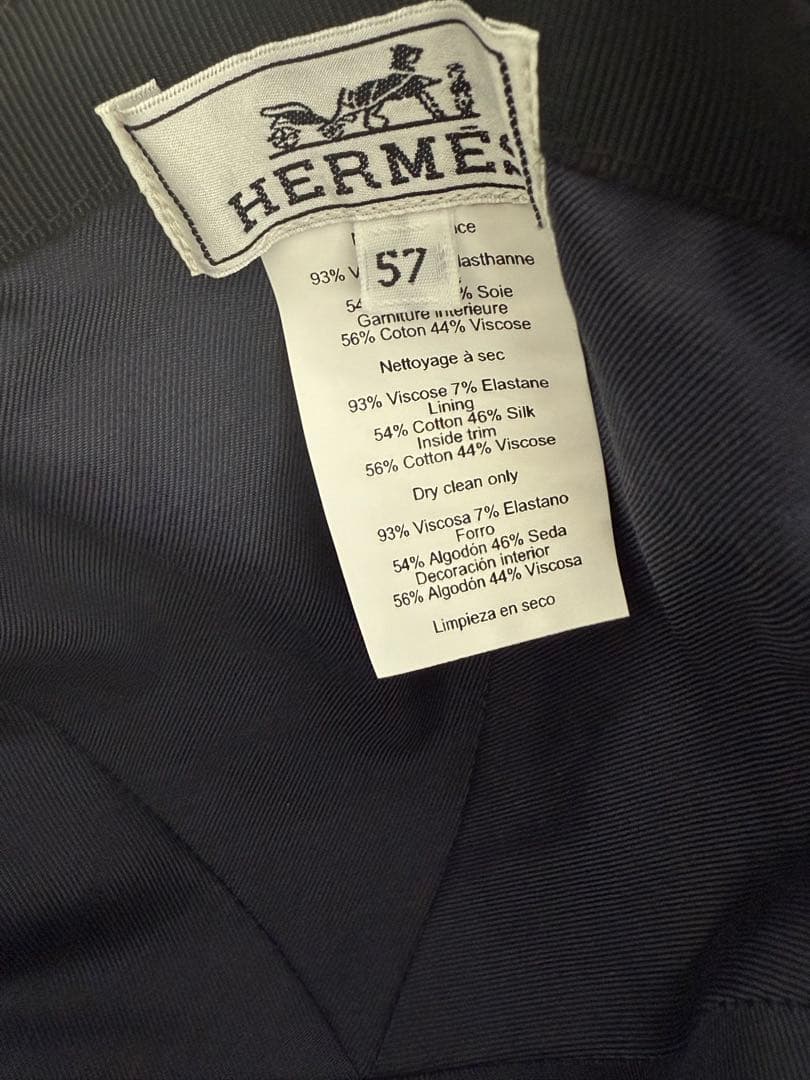 HERMÈS
57
93%
% Soie
Garniture intérieure
56% Coton 44% Viscose
Nettoyage à sec
93% Viscose 7% Elastane
Lining
54% Cotton 46% Silk
Inside trim
56% Cotton 44% Viscose
Dry clean only
93% Viscosa 7% Elastano
Forro
54% Algodón 46% Seda
Decoración interior
56% Algodón 44% Viscosa
Limpieza en seco